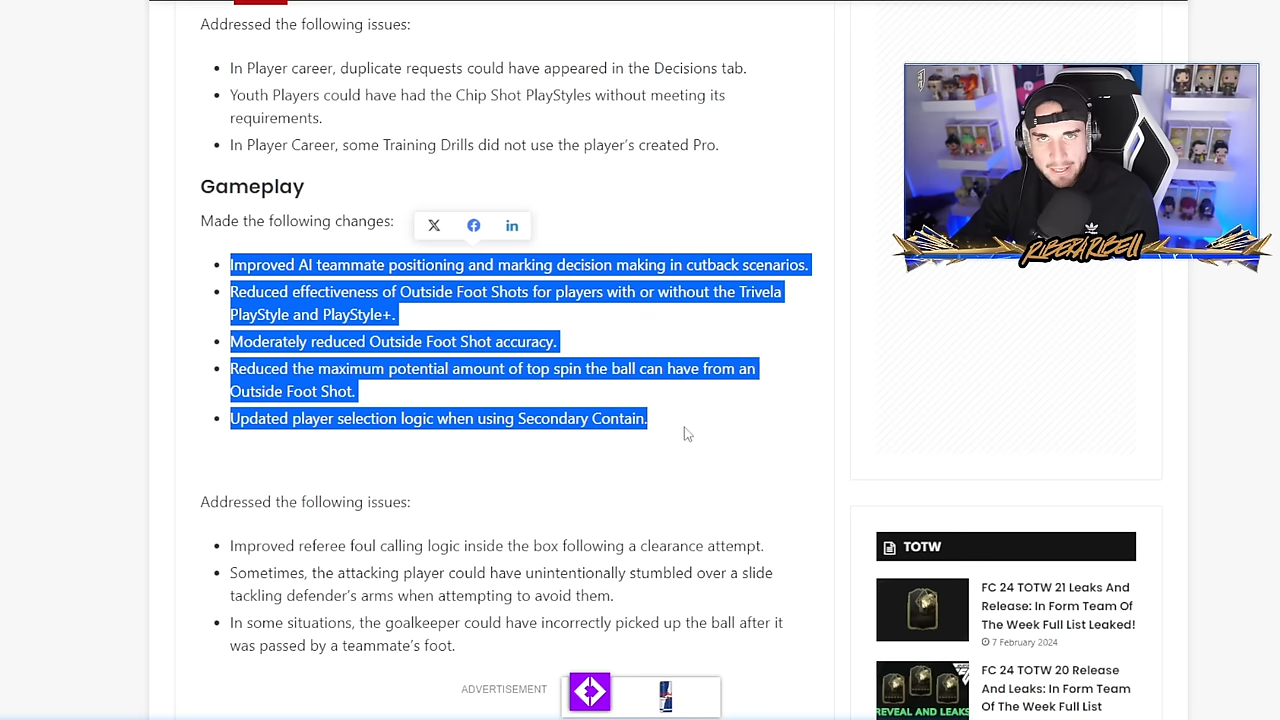 Addressed the following issues:
In Player career, duplicate requests could have appeared in the Decisions tab.
Youth Players could have had the Chip Shot PlayStyles without meeting its
requirements.
In Player Career, some Training Drills did not use the player's created Pro.
Gameplay
Made the following changes:
Improved AI teammate positioning and marking decision making in cutback scenarios.
Reduced effectiveness of Outside Foot Shots for players with or without the Trivela
PlayStyle and PlayStyle+.
Moderately reduced Outside Foot Shot accuracy.
Reduced the maximum potential amount of top spin the ball can have from an
Outside Foot Shot.
Updated player selection logic when using Secondary Contain.
Addressed the following issues:
Improved referee foul calling logic inside the box following a clearance attempt.
Sometimes, the attacking player could have unintentionally stumbled over a slide
tackling defender's arms when attempting to avoid them.
In some situations, the goalkeeper could have incorrectly picked up the ball after it
was passed by a teammate's foot.
ADVERTISEMENT
RIBERARIBELL
TOTW
FC 24 TOTW 21 Leaks And
Release: In Form Team Of
The Week Full List Leaked!
7 February 2024
FC 24 TOTW 20 Release
And Leaks: In Form Team
Of The Week Full List
REVEAL AND LEAKS